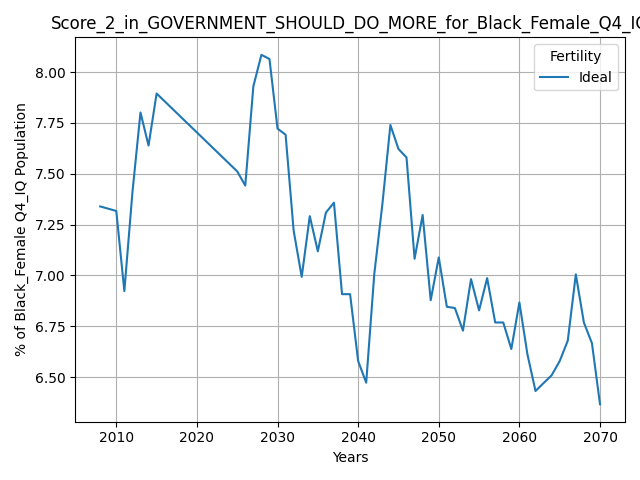 Score_2_in_GOVERNMENT_SHOULD_DO_MORE_for_Black_Female_Q4_IQ
Fertility
Ideal
% of Black_Female Q4_IQ Population
8.00
7.75
7.50
7.25
7.00
6.75
6.50
2010 2020 2030 2040 2050 2060 2070
Years